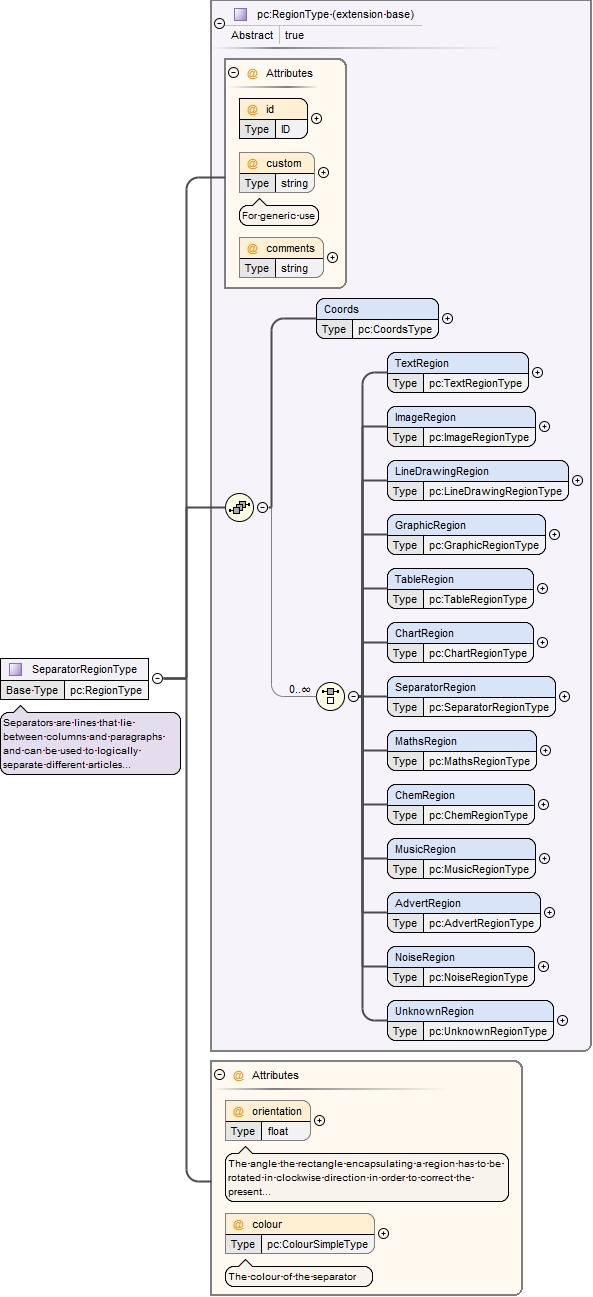 pc:RegionType (extension base)
Abstract true
@ Attributes
@ id
Type ID
@ custom
Type string
For generic use
@ comments
Type string
Coords
Type pc:CoordsType
TextRegion
Type pc:TextRegionType
ImageRegion
Type pc:ImageRegionType
LineDrawingRegion
Type pc:LineDrawingRegionType
GraphicRegion
Type pc:GraphicRegionType
TableRegion
Type pc:TableRegionType
ChartRegion
Type pc:ChartRegionType
SeparatorRegionType
Base-Type pc:RegionType
Separators are lines that lie
between columns and paragraphs
and can be used to logically
separate different articles...
0..∞
SeparatorRegion
Type pc:SeparatorRegionType
MathsRegion
Type pc:MathsRegionType
ChemRegion
Type pc:ChemRegionType
MusicRegion
Type pc:MusicRegionType
AdvertRegion
Type pc:AdvertRegionType
NoiseRegion
Type pc:NoiseRegionType
UnknownRegion
Type pc:UnknownRegionType
@ Attributes
@ orientation
Type float
The angle the rectangle encapsulating a region has to be
rotated in clockwise direction in order to correct the
present...
@ colour
Type pc:ColourSimpleType
The colour of the separator